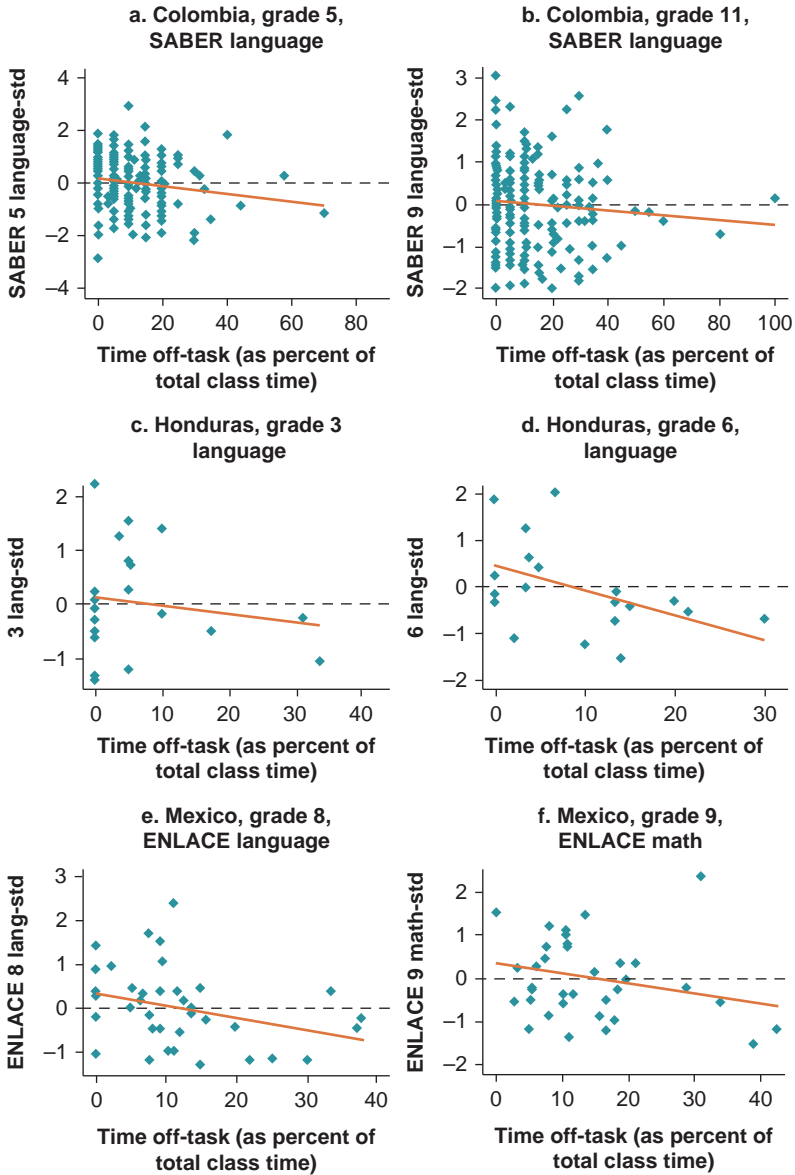 a. Colombia, grade 5,
SABER language
SABER 5 language-std
4
2
0
–2
–4
0
20
40
60
80
Time off-task (as percent of
total class time)
b. Colombia, grade 11,
SABER language
SABER 9 language-std
3
2
1
0
–1
–2
0
20
40
60
80
100
Time off-task (as percent of
total class time)
c. Honduras, grade 3
language
3 lang-std
2
1
0
–1
0
10
20
30
40
Time off-task (as percent of
total class time)
d. Honduras, grade 6,
language
6 lang-std
2
1
0
–1
–2
0
10
20
30
Time off-task (as percent of
total class time)
e. Mexico, grade 8,
ENLACE language
ENLACE 8 lang-std
3
2
1
0
–1
0
10
20
30
40
Time off-task (as percent of
total class time)
f. Mexico, grade 9,
ENLACE math
ENLACE 9 math-std
2
1
0
–1
–2
0
10
20
30
40
Time off-task (as percent of
total class time)